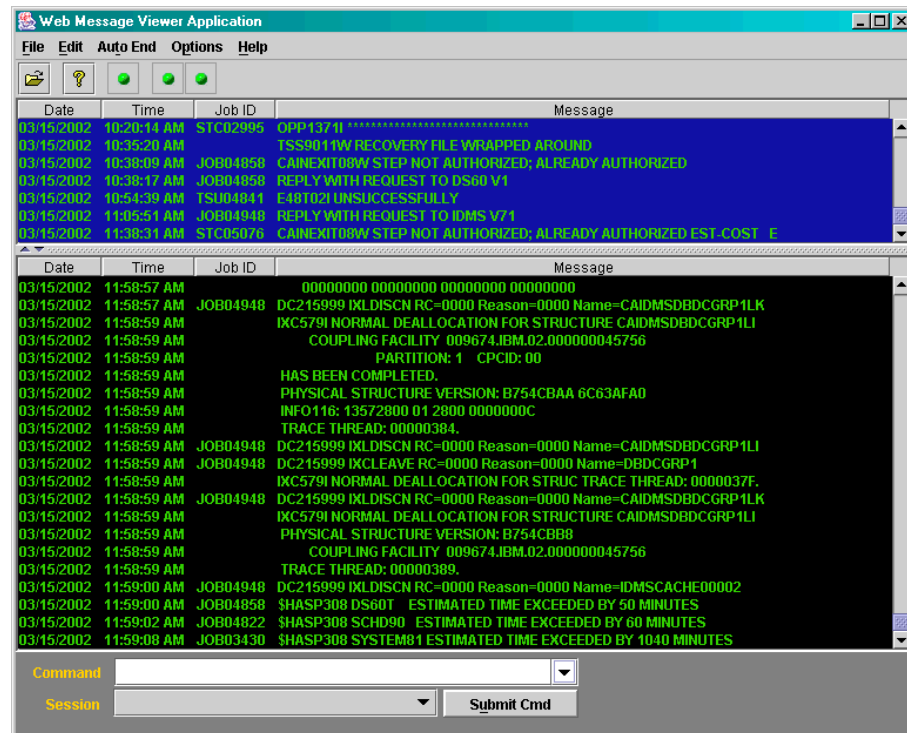 Web Message Viewer Application
File Edit Auto End Options Help
Date Time Job ID Message
03/15/2002 10:20:14 AM STC02995 OPP1371I *******************************
03/15/2002 10:35:20 AM TSS9011W RECOVERY FILE WRAPPED AROUND
03/15/2002 10:38:09 AM JOB04858 CAINEXIT08W STEP NOT AUTHORIZED; ALREADY AUTHORIZED
03/15/2002 10:38:17 AM JOB04858 REPLY WITH REQUEST TO DS60 V1
03/15/2002 10:54:39 AM TSU04841 E48T02I UNSUCCESSFULLY
03/15/2002 11:05:51 AM JOB04948 REPLY WITH REQUEST TO IDMS V71
03/15/2002 11:38:31 AM STC05076 CAINEXIT08W STEP NOT AUTHORIZED; ALREADY AUTHORIZED EST-COST E
Date Time Job ID Message
03/15/2002 11:58:57 AM 00000000 00000000 00000000 00000000
03/15/2002 11:58:57 AM JOB04948 DC215999 IXLDISCN RC=0000 Reason=0000 Name=CAIDMSDBDCGRP1LK
03/15/2002 11:58:59 AM IXC579I NORMAL DEALLOCATION FOR STRUCTURE CAIDMSDBDCGRP1LI
03/15/2002 11:58:59 AM COUPLING FACILITY 009674.IBM.02.000000045756
03/15/2002 11:58:59 AM PARTITION: 1 CPCID: 00
03/15/2002 11:58:59 AM HAS BEEN COMPLETED.
03/15/2002 11:58:59 AM PHYSICAL STRUCTURE VERSION: B754CBAA 6C63AFA0
03/15/2002 11:58:59 AM INFO116: 13572800 01 2800 0000000C
03/15/2002 11:58:59 AM TRACE THREAD: 00000384.
03/15/2002 11:58:59 AM JOB04948 DC215999 IXLDISCN RC=0000 Reason=0000 Name=CAIDMSDBDCGRP1LI
03/15/2002 11:58:59 AM JOB04948 DC215999 IXCLEAVE RC=0000 Reason=0000 Name=DBDCGRP1
03/15/2002 11:58:59 AM IXC579I NORMAL DEALLOCATION FOR STRUC TRACE THREAD: 0000037F.
03/15/2002 11:58:59 AM JOB04948 DC215999 IXLDISCN RC=0000 Reason=0000 Name=CAIDMSDBDCGRP1LK
03/15/2002 11:58:59 AM IXC579I NORMAL DEALLOCATION FOR STRUCTURE CAIDMSDBDCGRP1LI
03/15/2002 11:58:59 AM PHYSICAL STRUCTURE VERSION: B754CBB8
03/15/2002 11:58:59 AM COUPLING FACILITY 009674.IBM.02.000000045756
03/15/2002 11:58:59 AM TRACE THREAD: 00000389.
03/15/2002 11:59:00 AM JOB04948 DC215999 IXLDISCN RC=0000 Reason=0000 Name=IDMSCACHE00002
03/15/2002 11:59:00 AM JOB04858 $HASP308 DS60T ESTIMATED TIME EXCEEDED BY 50 MINUTES
03/15/2002 11:59:02 AM JOB04822 $HASP308 SCHD90 ESTIMATED TIME EXCEEDED BY 60 MINUTES
03/15/2002 11:59:08 AM JOB03430 $HASP308 SYSTEM81 ESTIMATED TIME EXCEEDED BY 1040 MINUTES
Command
Session Submit Cmd